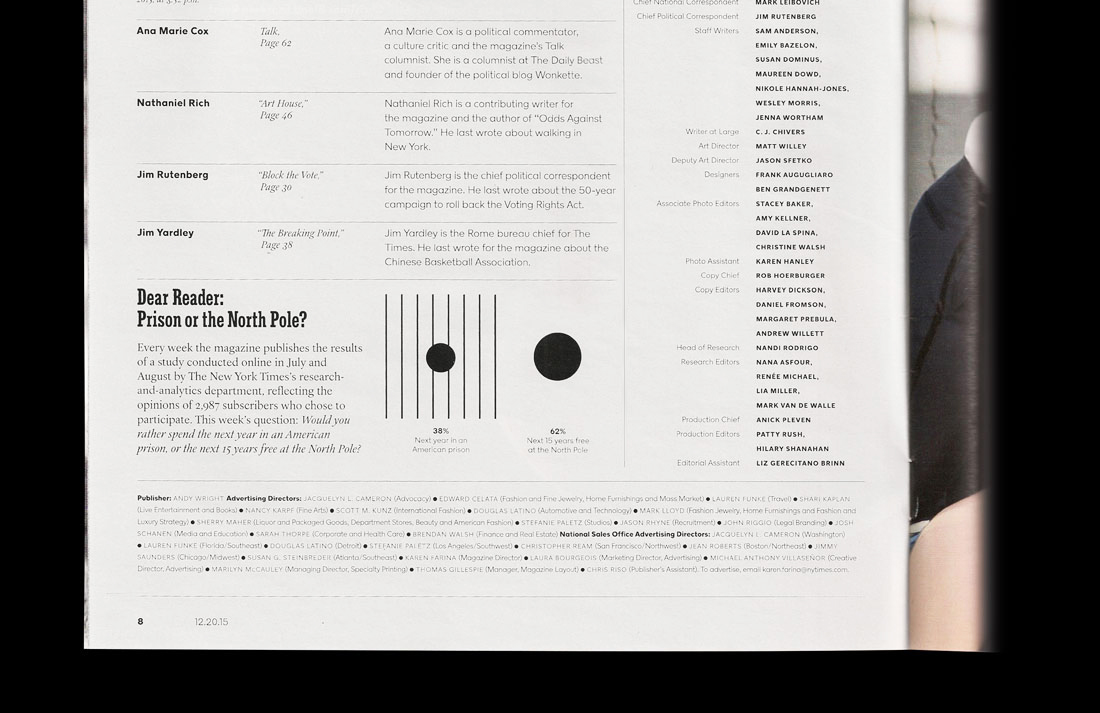 2015, at 3:52 p.m.
Ana Marie Cox
Talk,
Page 62
Ana Marie Cox is a political commentator,
a culture critic and the magazine's Talk
columnist. She is a columnist at The Daily Beast
and founder of the political blog Wonkette.
Nathaniel Rich
"Art House,"
Page 46
Nathaniel Rich is a contributing writer for
the magazine and the author of "Odds Against
Tomorrow." He last wrote about walking in
New York.
Jim Rutenberg
"Block the Vote,"
Page 30
Jim Rutenberg is the chief political correspondent
for the magazine. He last wrote about the 50-year
campaign to roll back the Voting Rights Act.
Jim Yardley
"The Breaking Point,"
Page 38
Jim Yardley is the Rome bureau chief for The
Times. He last wrote for the magazine about the
Chinese Basketball Association.
Dear Reader:
Prison or the North Pole?
Every week the magazine publishes the results
of a study conducted online in July and
August by The New York Times's research-
and-analytics department, reflecting the
opinions of 2,987 subscribers who chose to
participate. This week's question: Would you
rather spend the next year in an American
prison, or the next 15 years free at the North Pole?
38%
Next year in an
American prison
62%
Next 15 years free
at the North Pole
Chief National Correspondent MARK LEIBOVICH
Chief Political Correspondent JIM RUTENBERG
Staff Writers SAM ANDERSON,
EMILY BAZELON,
SUSAN DOMINUS,
MAUREEN DOWD,
NIKOLE HANNAH-JONES,
WESLEY MORRIS,
JENNA WORTHAM
Writer at Large C. J. CHIVERS
Art Director MATT WILLEY
Deputy Art Director JASON SFETKO
Designers FRANK AUGUGLIARO
BEN GRANDGENETT
Associate Photo Editors STACEY BAKER,
AMY KELLNER,
DAVID LA SPINA,
CHRISTINE WALSH
Photo Assistant KAREN HANLEY
Copy Chief ROB HOERBURGER
Copy Editors HARVEY DICKSON,
DANIEL FROMSON,
MARGARET PREBULA,
ANDREW WILLETT
Head of Research NANDI RODRIGO
Research Editors NANA ASFOUR,
RENÉE MICHAEL,
LIA MILLER,
MARK VAN DE WALLE
Production Chief ANICK PLEVEN
Production Editors PATTY RUSH,
HILARY SHANAHAN
Editorial Assistant LIZ GERECITANO BRINN
Publisher: ANDY WRIGHT Advertising Directors: JACQUELYN L. CAMERON (Advocacy) ● EDWARD CELATA (Fashion and Fine Jewelry, Home Furnishings and Mass Market) ● LAUREN FUNKE (Travel) ● SHARI KAPLAN
(Live Entertainment and Books) ● NANCY KARPF (Fine Arts) ● SCOTT M. KUNZ (International Fashion) ● DOUGLAS LATINO (Automotive and Technology) ● MARK LLOYD (Fashion Jewelry, Home Furnishings and Fashion and
Luxury Strategy) ● SHERRY MAHER (Liquor and Packaged Goods, Department Stores, Beauty and American Fashion) ● STEFANIE PALETZ (Studios) ● JASON RHYNE (Recruitment) ● JOHN RIGGIO (Legal Branding) ● JOSH
SCHANEN (Media and Education) ● SARAH THORPE (Corporate and Health Care) ● BRENDAN WALSH (Finance and Real Estate) National Sales Office Advertising Directors: JACQUELYN L. CAMERON (Washington)
● LAUREN FUNKE (Florida/Southeast) ● DOUGLAS LATINO (Detroit) ● STEFANIE PALETZ (Los Angeles/Southwest) ● CHRISTOPHER REAM (San Francisco/Northwest) ● JEAN ROBERTS (Boston/Northeast) ● JIMMY
SAUNDERS (Chicago/Midwest) ● SUSAN G. STEINBREDER (Atlanta/Southeast) ● KAREN FARINA (Magazine Director) ● LAURA BOURGEOIS (Marketing Director, Advertising) ● MICHAEL ANTHONY VILLASEÑOR (Creative
Director, Advertising) ● MARILYN McCAULEY (Managing Director, Specialty Printing) ● THOMAS GILLESPIE (Manager, Magazine Layout) ● CHRIS RISO (Publisher's Assistant). To advertise, email karen.farina@nytimes.com.
8
12.20.15